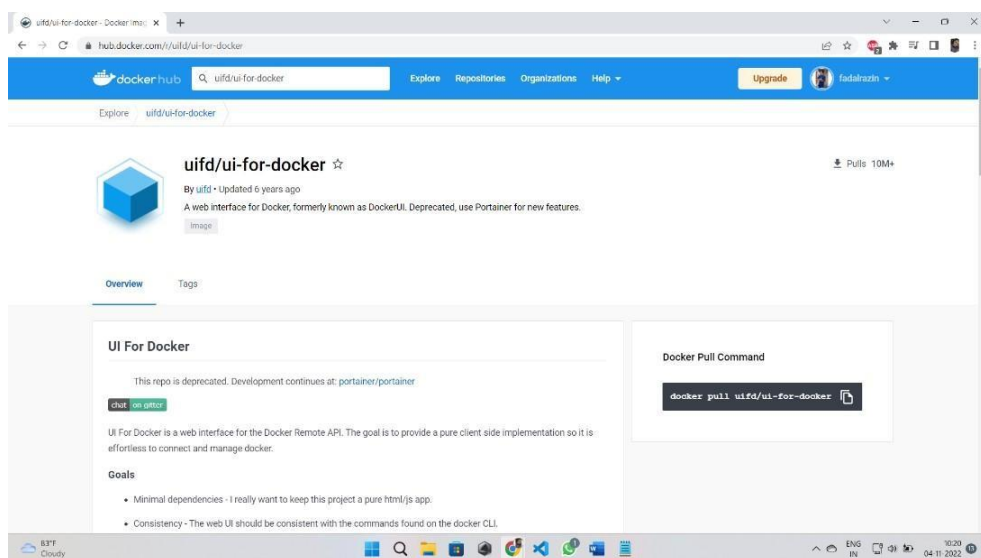 uifd/ui-for-docker - Docker Imag
hub.docker.com/r/uifd/ui-for-docker
dockerhub
uifd/ui-for-docker
Explore Repositories Organizations Help
Upgrade
fadalrazin
Explore uifd/ui-for-docker
uifd/ui-for-docker
Pulls 10M+
By uifd • Updated 6 years ago
A web interface for Docker, formerly known as DockerUI. Deprecated, use Portainer for new features.
Image
Overview Tags
UI For Docker
This repo is deprecated. Development continues at: portainer/portainer
chat on gitter
UI For Docker is a web interface for the Docker Remote API. The goal is to provide a pure client side implementation so it is
effortless to connect and manage docker.
Goals
• Minimal dependencies - I really want to keep this project a pure html/js app.
• Consistency - The web UI should be consistent with the commands found on the docker CLI.
Docker Pull Command
docker pull uifd/ui-for-docker
83°F
Cloudy
ENG
IN
10:20
04-11-2022